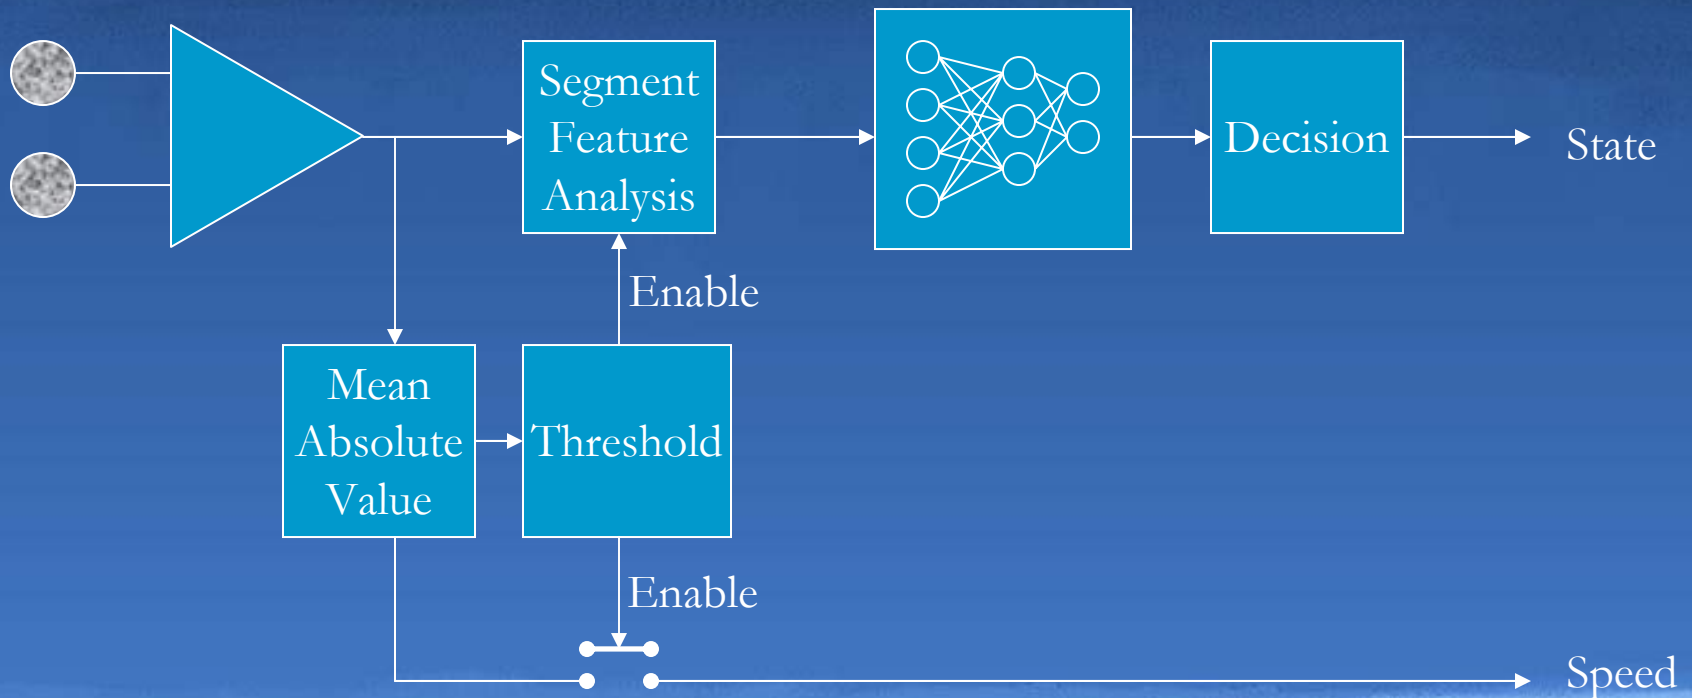 Segment
Feature
Analysis
Decision
State
Enable
Mean
Absolute
Value
Threshold
Enable
Speed